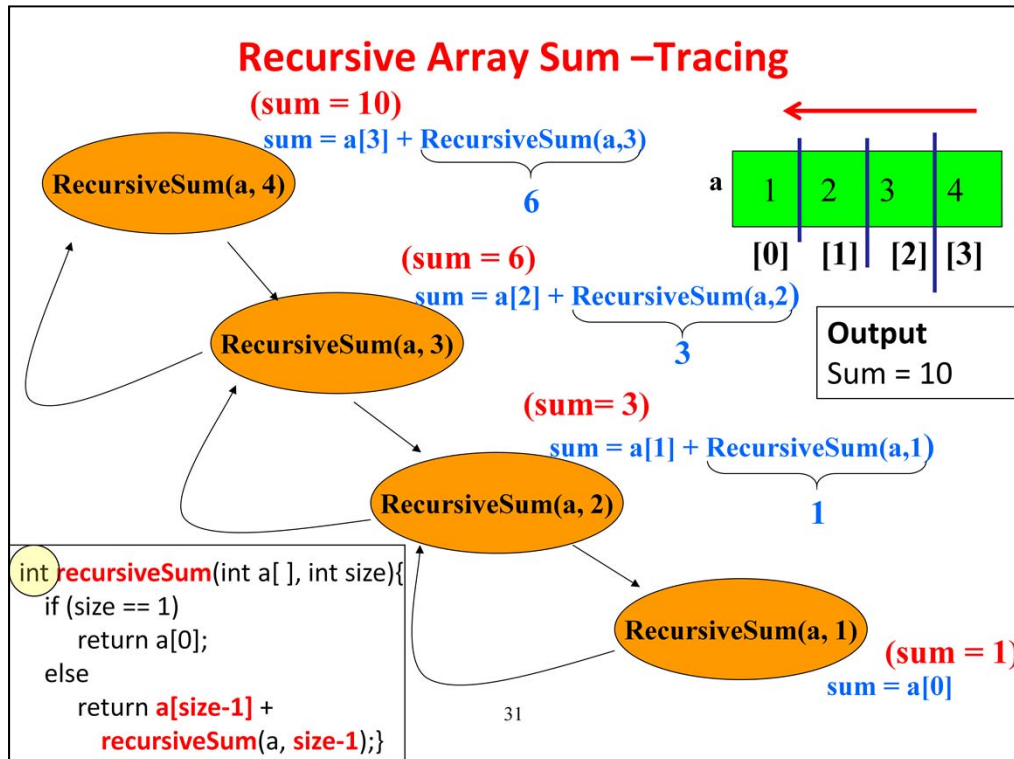 Recursive Array Sum –Tracing
(sum = 10)
sum = a[3] + RecursiveSum(a,3)
6
RecursiveSum(a, 4)
a
1 2 3 4
[0] [1] [2] [3]
(sum = 6)
sum = a[2] + RecursiveSum(a,2)
3
RecursiveSum(a, 3)
Output
Sum = 10
(sum= 3)
sum = a[1] + RecursiveSum(a,1)
1
RecursiveSum(a, 2)
RecursiveSum(a, 1)
(sum = 1)
sum = a[0]
int recursiveSum(int a[ ], int size){
if (size == 1)
return a[0];
else
return a[size-1] +
recursiveSum(a, size-1);}
31